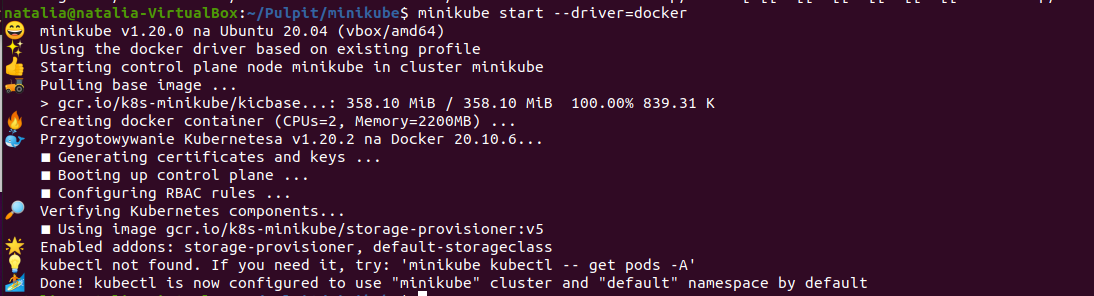 natalia@natalia-VirtualBox:~/Pulpit/minikube$ minikube start --driver=docker
minikube v1.20.0 na Ubuntu 20.04 (vbox/amd64)
Using the docker driver based on existing profile
Starting control plane node minikube in cluster minikube
Pulling base image ...
> gcr.io/k8s-minikube/kicbase...: 358.10 MiB / 358.10 MiB  100.00% 839.31 K
Creating docker container (CPUs=2, Memory=2200MB) ...
Przygotowywanie Kubernetesa v1.20.2 na Docker 20.10.6...
▪ Generating certificates and keys ...
▪ Booting up control plane ...
▪ Configuring RBAC rules ...
Verifying Kubernetes components...
▪ Using image gcr.io/k8s-minikube/storage-provisioner:v5
Enabled addons: storage-provisioner, default-storageclass
kubectl not found. If you need it, try: 'minikube kubectl -- get pods -A'
Done! kubectl is now configured to use "minikube" cluster and "default" namespace by default